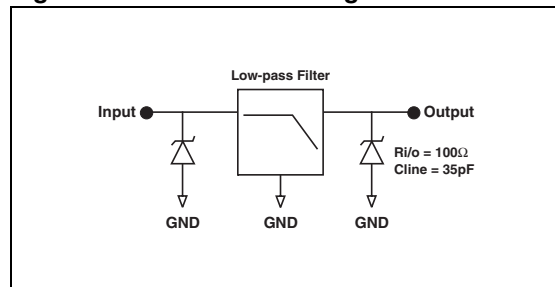 Low-pass Filter
Input
Output
Ri/o = 100Ω
Cline = 35pF
GND
GND
GND